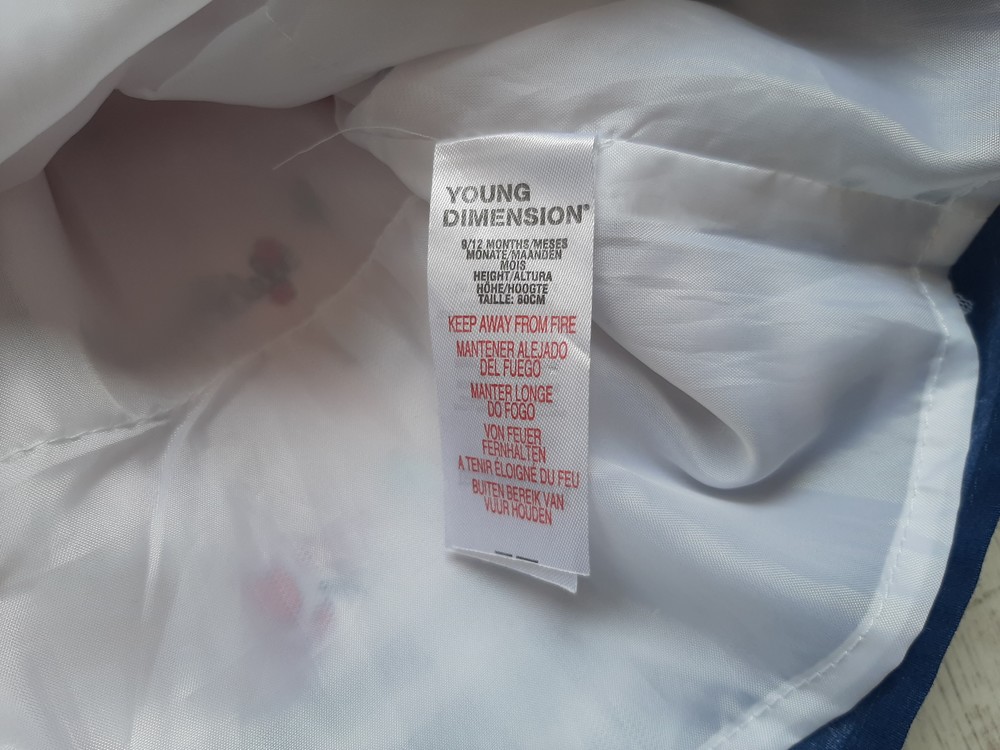 YOUNG
DIMENSION®
9/12 MONTHS/MESES
MONATE/MAANDEN
MOIS
HEIGHT/ALTURA
HÖHE/HOOGTE
TAILLE: 80CM
KEEP AWAY FROM FIRE
MANTENER ALEJADO
DEL FUEGO
MANTER LONGE
DO FOGO
VON FEUER
FERNHALTEN
A TENIR ÉLOIGNÉ DU FEU
BUITEN BEREIK VAN
VUUR HOUDEN